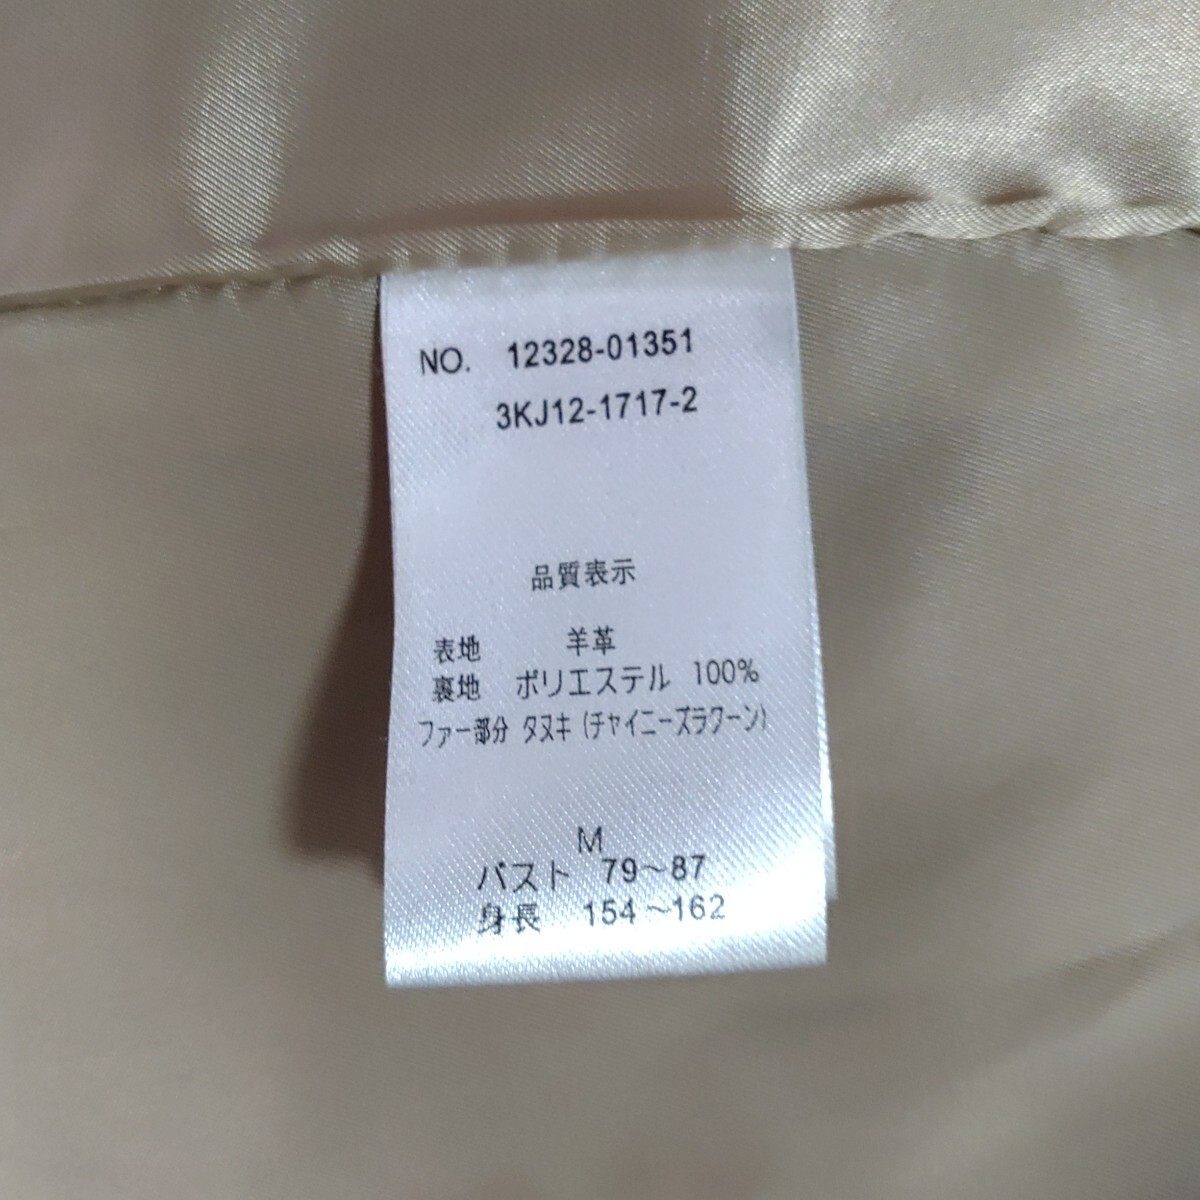 NO. 12328-01351
3KJ12-1717-2
品質表示
表地 羊革
裏地 ポリエステル 100%
ファー部分 タヌキ(チャイニーズラクーン)
M
バスト 79～87
身長 154～162